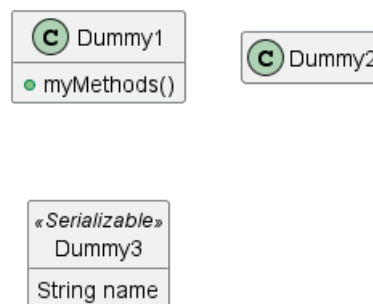 C Dummy1
myMethods()
C Dummy2
«Serializable»
Dummy3
String name